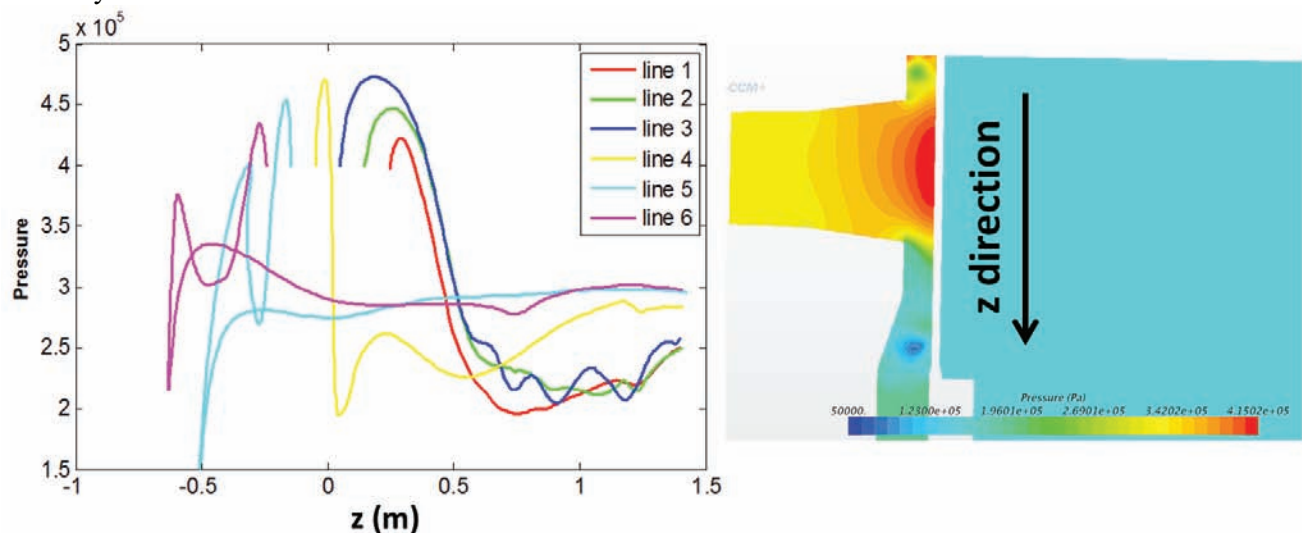 × 10⁵
5
4.5
4
3.5
3
2.5
2
1.5
-1
-0.5
0
0.5
1
1.5
Pressure
z (m)
line 1
line 2
line 3
line 4
line 5
line 6
-CCM+
z direction
Pressure (Pa)
50000. 1.2300e+05 1.9601e+05 2.6901e+05 3.4202e+05 4.1502e+05